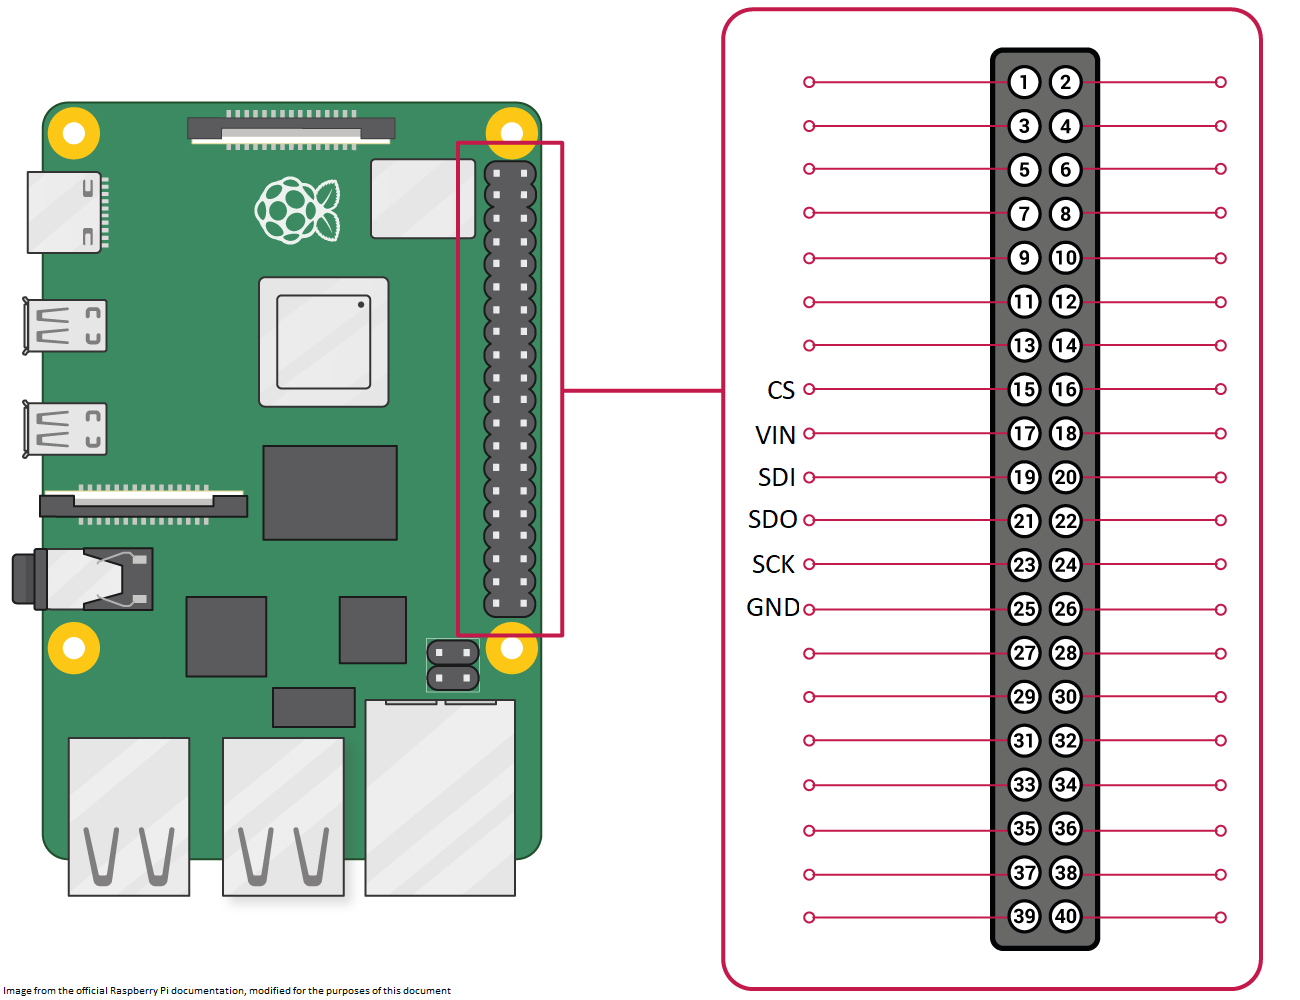 1 2
3 4
5 6
7 8
9 10
11 12
13 14
CS 15 16
VIN 17 18
SDI 19 20
SDO 21 22
SCK 23 24
GND 25 26
27 28
29 30
31 32
33 34
35 36
37 38
39 40
Image from the official Raspberry Pi documentation, modified for the purposes of this document